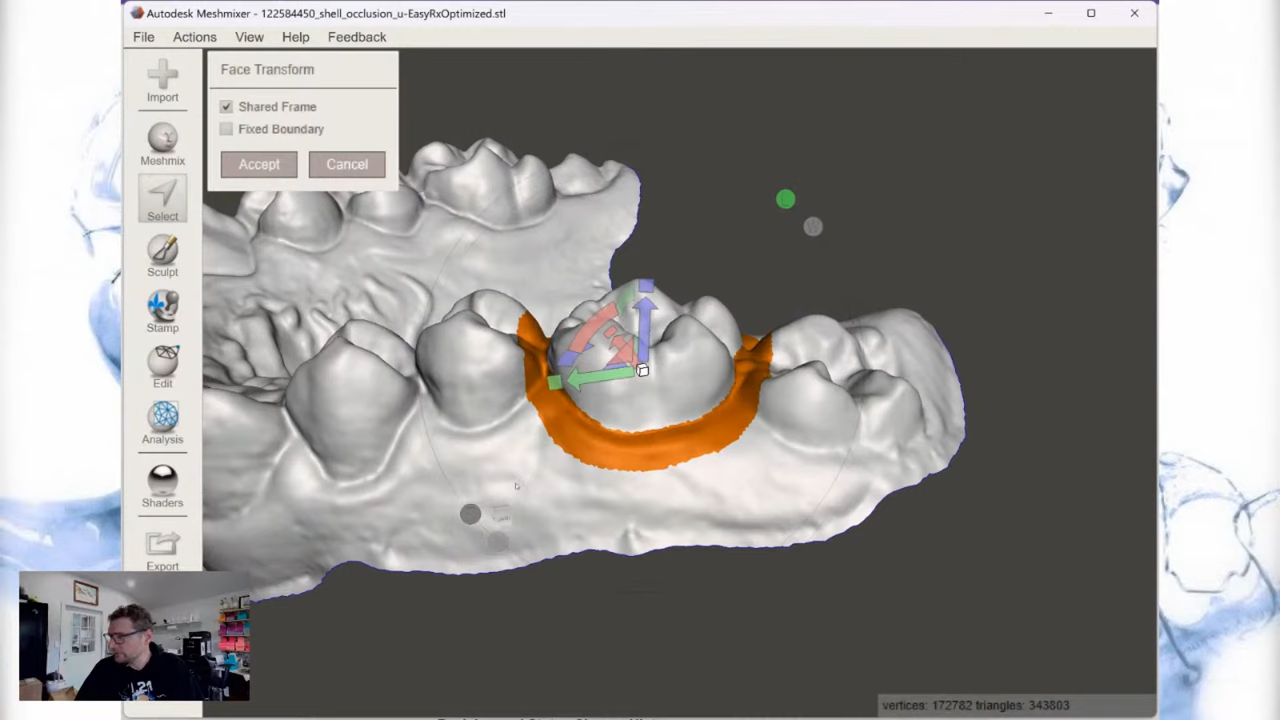 Autodesk Meshmixer - 122584450_shell_occlusion_u-EasyRxOptimized.stl
File Actions View Help Feedback
Face Transform
Shared Frame
Fixed Boundary
Accept Cancel
Import
Meshmix
Select
Sculpt
Stamp
Edit
Analysis
Shaders
Export
vertices: 172782 triangles: 343803